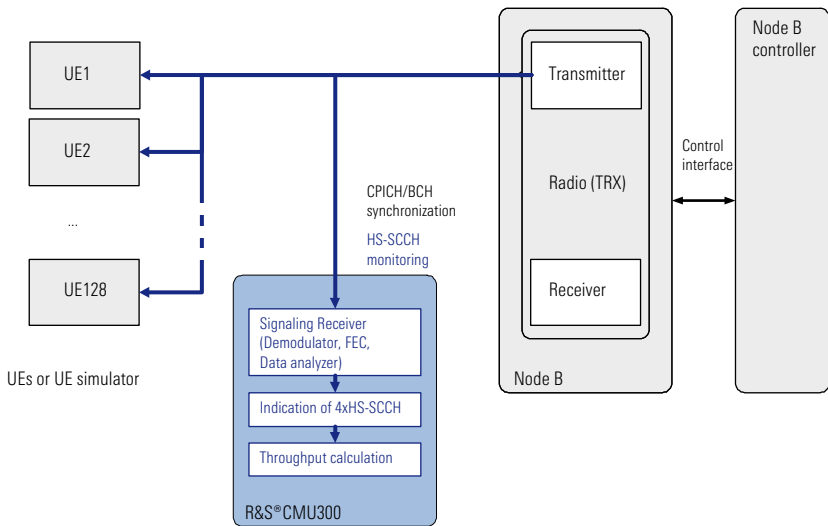 UE1
UE2
...
UE128
UEs or UE simulator
CPICH/BCH
synchronization
HS-SCCH
monitoring
Signaling Receiver
(Demodulator, FEC,
Data analyzer)
Indication of 4xHS-SCCH
Throughput calculation
R&S®CMU300
Transmitter
Radio (TRX)
Receiver
Node B
Control
interface
Node B
controller